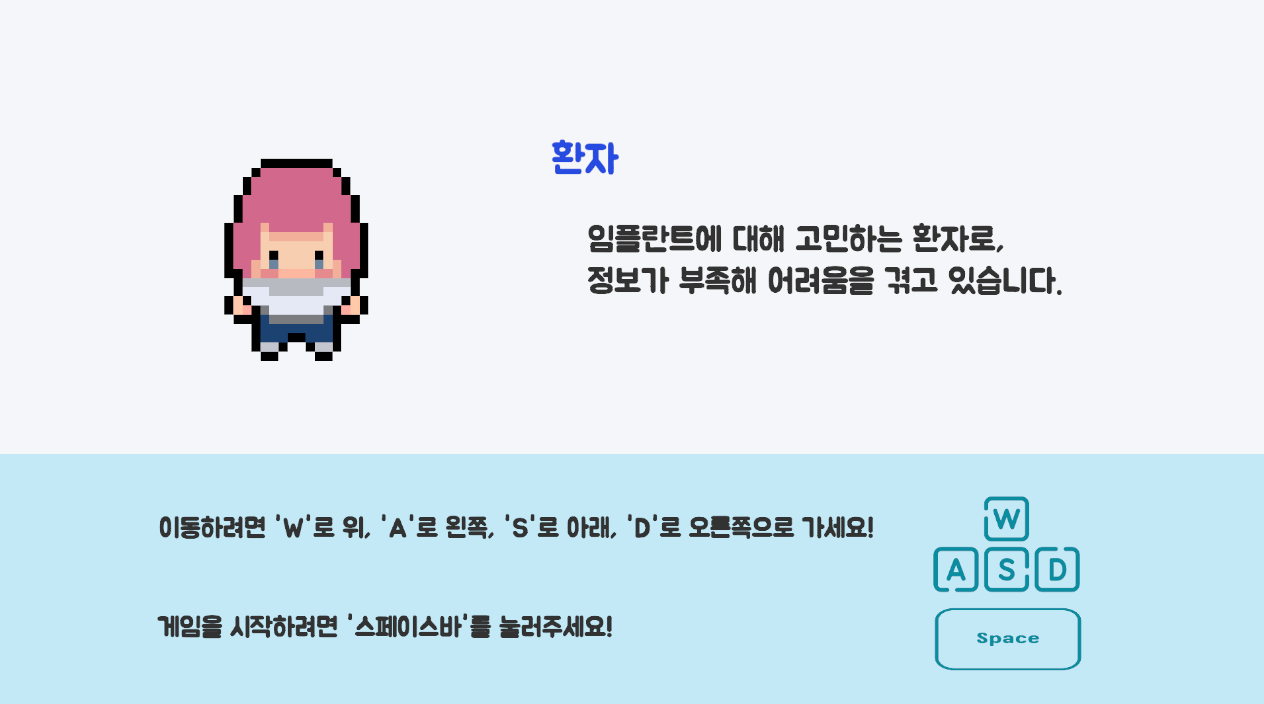 환자
임플란트에 대해 고민하는 환자로,
정보가 부족해 어려움을 겪고 있습니다.
이동하려면 'W'로 위, 'A'로 왼쪽, 'S'로 아래, 'D'로 오른쪽으로 가세요!
W
A S D
게임을 시작하려면 '스페이스바'를 눌러주세요!
Space